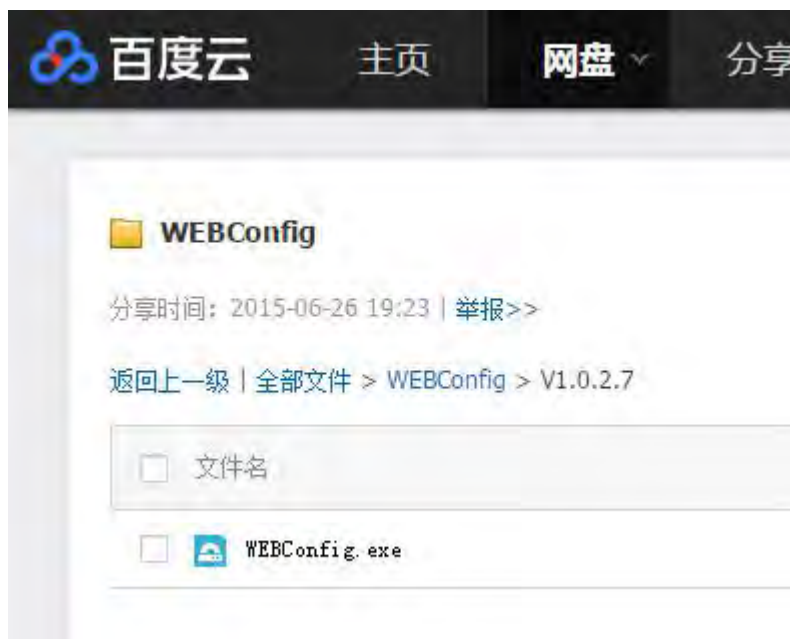 百度云 主页 网盘 分享
WEBConfig
分享时间：2015-06-26 19:23 | 举报>>
返回上一级 | 全部文件 > WEBConfig > V1.0.2.7
文件名
WEBConfig.exe